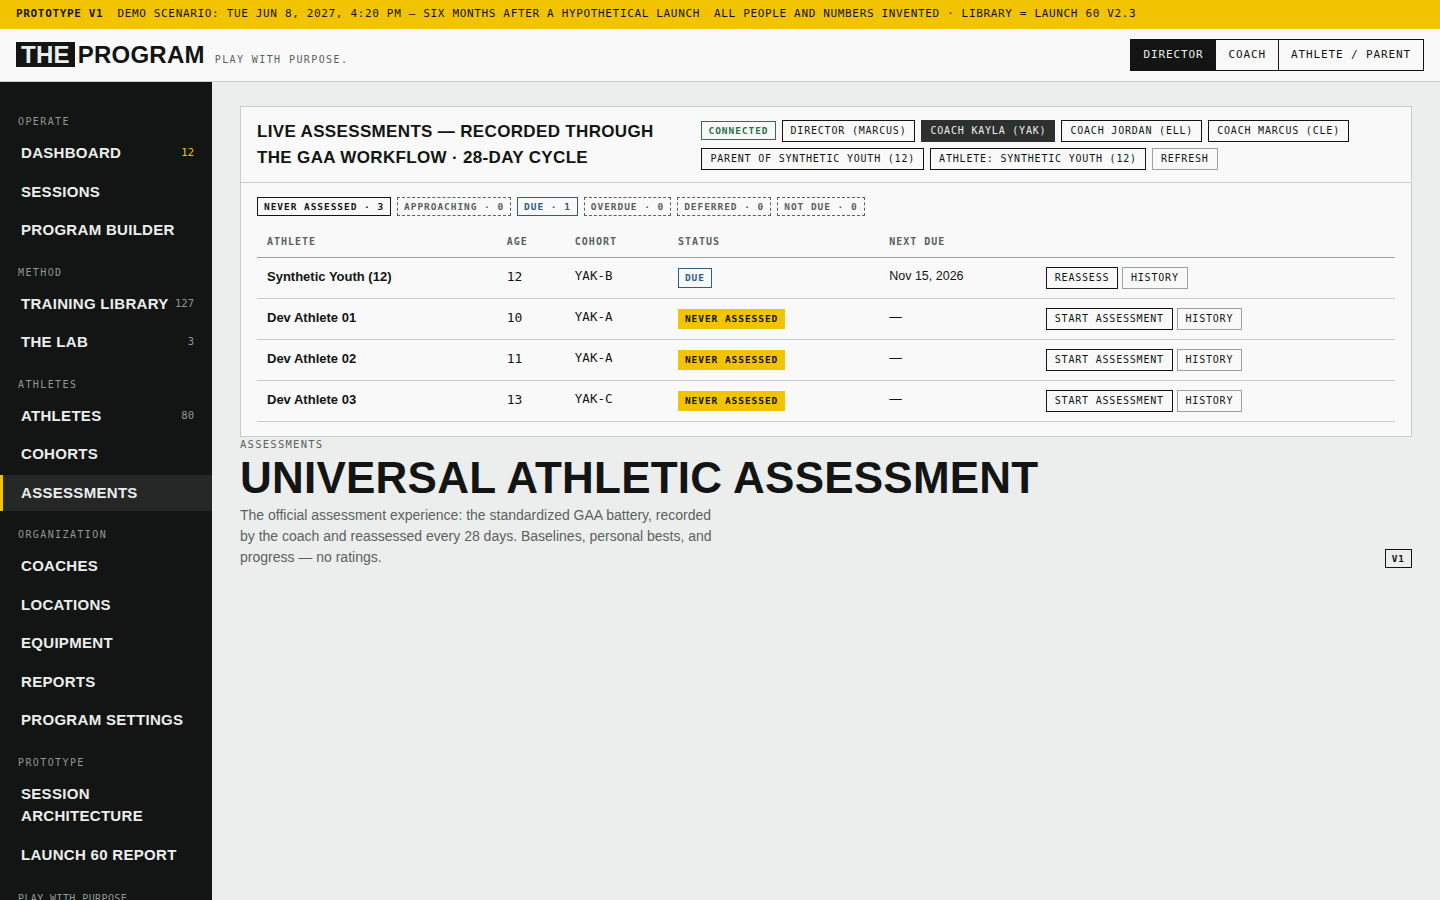 PROTOTYPE V1 DEMO SCENARIO: TUE JUN 8, 2027, 4:20 PM — SIX MONTHS AFTER A HYPOTHETICAL LAUNCH ALL PEOPLE AND NUMBERS INVENTED · LIBRARY = LAUNCH 60 V2.3
THE PROGRAM PLAY WITH PURPOSE.
DIRECTOR COACH ATHLETE / PARENT
OPERATE
DASHBOARD 12
SESSIONS
PROGRAM BUILDER
METHOD
TRAINING LIBRARY 127
THE LAB 3
ATHLETES
ATHLETES 80
COHORTS
ASSESSMENTS
ORGANIZATION
COACHES
LOCATIONS
EQUIPMENT
REPORTS
PROGRAM SETTINGS
PROTOTYPE
SESSION
ARCHITECTURE
LAUNCH 60 REPORT
PLAY WITH PURPOSE
LIVE ASSESSMENTS — RECORDED THROUGH
THE GAA WORKFLOW · 28-DAY CYCLE
CONNECTED DIRECTOR (MARCUS) COACH KAYLA (YAK) COACH JORDAN (ELL) COACH MARCUS (CLE)
PARENT OF SYNTHETIC YOUTH (12) ATHLETE: SYNTHETIC YOUTH (12) REFRESH
NEVER ASSESSED · 3 APPROACHING · 0 DUE · 1 OVERDUE · 0 DEFERRED · 0 NOT DUE · 0
ATHLETE AGE COHORT STATUS NEXT DUE
Synthetic Youth (12) 12 YAK-B DUE Nov 15, 2026 REASSESS HISTORY
Dev Athlete 01 10 YAK-A NEVER ASSESSED — START ASSESSMENT HISTORY
Dev Athlete 02 11 YAK-A NEVER ASSESSED — START ASSESSMENT HISTORY
Dev Athlete 03 13 YAK-C NEVER ASSESSED — START ASSESSMENT HISTORY
ASSESSMENTS
UNIVERSAL ATHLETIC ASSESSMENT
The official assessment experience: the standardized GAA battery, recorded
by the coach and reassessed every 28 days. Baselines, personal bests, and
progress — no ratings.
V1